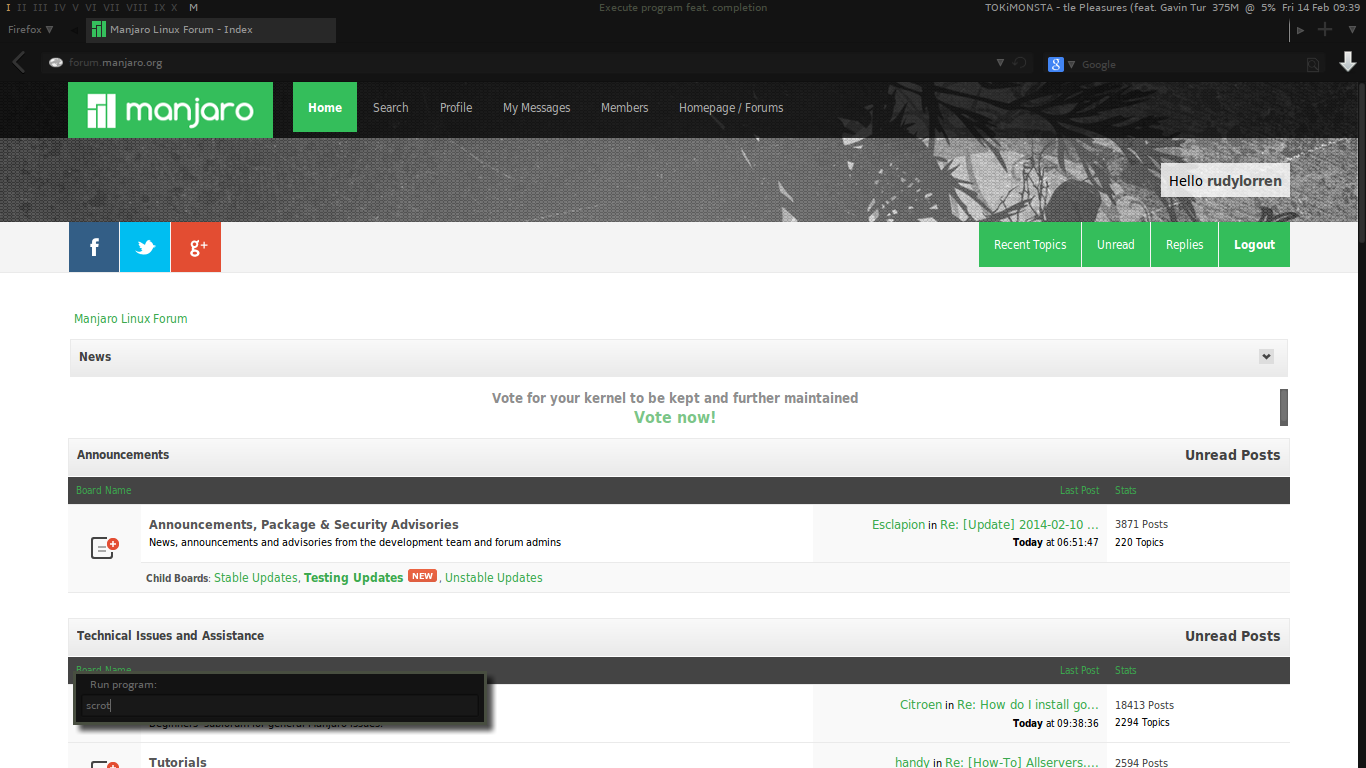 I II III IV V VI VII VIII IX X M Execute program feat. completion TOKiMONSTA - tle Pleasures (feat. Gavin Tur 375M @ 5% Fri 14 Feb 09:39
Firefox Manjaro Linux Forum - Index
forum.manjaro.org 8 Google
manjaro Home Search Profile My Messages Members Homepage / Forums
Hello rudylorren
f g+ Recent Topics Unread Replies Logout
Manjaro Linux Forum
News
Vote for your kernel to be kept and further maintained
Vote now!
Announcements Unread Posts
Board Name Last Post Stats
Announcements, Package & Security Advisories Esclapion in Re: [Update] 2014-02-10 ... 3871 Posts
News, announcements and advisories from the development team and forum admins Today at 06:51:47 220 Topics
Child Boards: Stable Updates, Testing Updates NEW , Unstable Updates
Technical Issues and Assistance Unread Posts
Board Name Last Post Stats
Run program:
scrot
Citroen in Re: How do I install go... 18413 Posts
Beginners' subforum for general Manjaro issues. Today at 09:38:36 2294 Topics
Tutorials handy in Re: [How-To] Allservers.... 2594 Posts